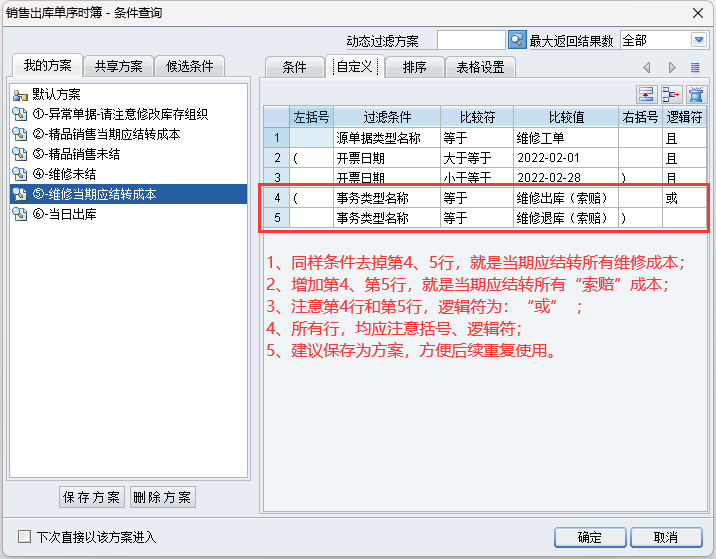 销售出库单序时簿 - 条件查询
动态过滤方案 最大返回结果数 全部
我的方案 共享方案 候选条件
条件 自定义 排序 表格设置
默认方案
①-异常单据-请注意修改库存组织
②-精品销售当期应结转成本
③-精品销售未结
④-维修未结
⑤-维修当期应结转成本
⑥-当日出库
左括号 过滤条件 比较符 比较值 右括号 逻辑符
1 源单据类型名称 等于 维修工单 且
2 ( 开票日期 大于等于 2022-02-01 且
3 开票日期 小于等于 2022-02-28 ) 且
4 ( 事务类型名称 等于 维修出库（索赔） 或
5 事务类型名称 等于 维修退库（索赔） )
1、同样条件去掉第4、5行，就是当期应结转所有维修成本；
2、增加第4、第5行，就是当期应结转所有“索赔”成本；
3、注意第4行和第5行，逻辑符为：“或” ；
4、所有行，均应注意括号、逻辑符；
5、建议保存为方案，方便后续重复使用。
保存方案 删除方案
下次直接以该方案进入
确定 取消